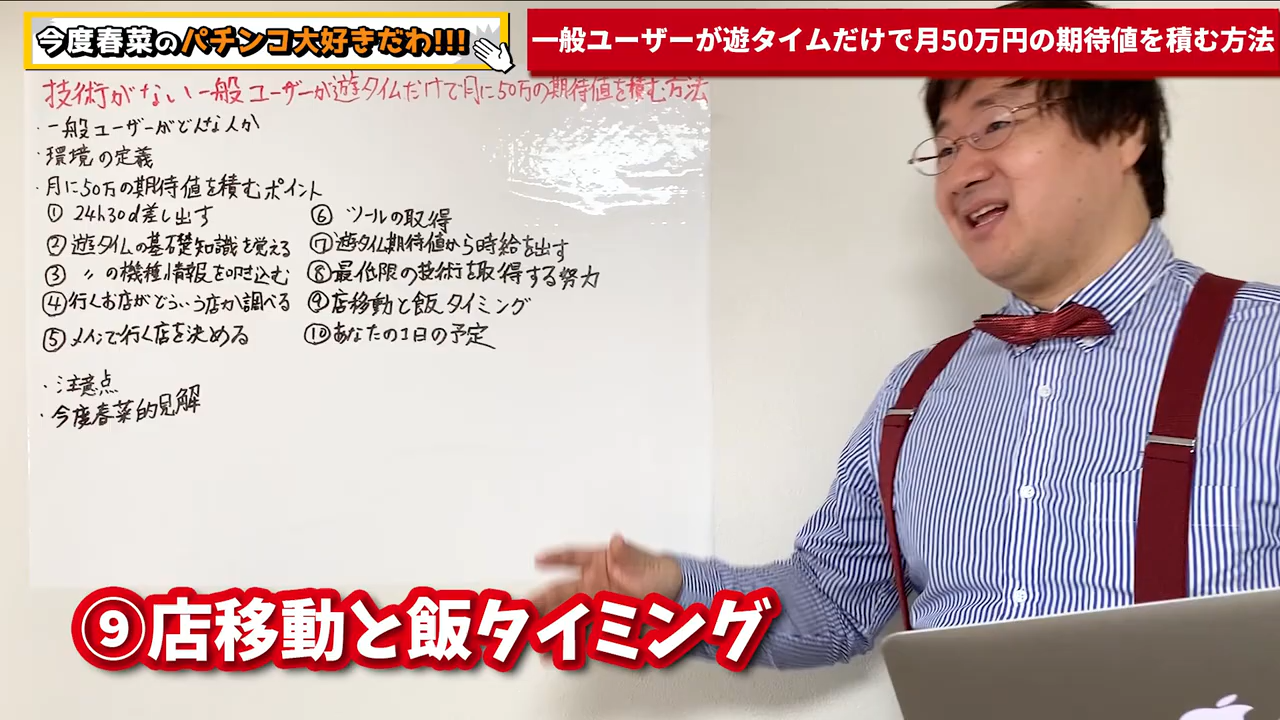 今度春菜のパチンコ大好きだわ!!!
一般ユーザーが遊タイムだけで月50万円の期待値を積む方法
技術がない一般ユーザーが遊タイムだけで月に50万の期待値を積む方法
・一般ユーザーがどんな人か
・環境の定義
・月に50万の期待値を積むポイント
① 24h30d差し出す
② 遊タイムの基礎知識を覚える
③ 〃の機種情報を叩き込む
④ 行くお店がどういう店か調べる
⑤ メインで行く店を決める
⑥ ツールの取得
⑦ 遊タイム期待値から時給を出す
⑧ 最低限の技術を取得する努力
⑨ 店移動と飯タイミング
⑩ あなたの1日の予定
・注意点
・今度春菜的見解
⑨店移動と飯タイミング